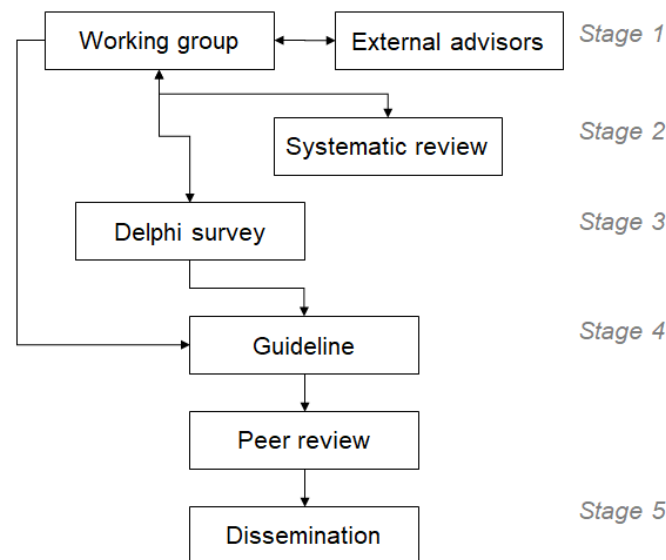 Working group
External advisors
Stage 1
Systematic review
Stage 2
Delphi survey
Stage 3
Guideline
Stage 4
Peer review
Dissemination
Stage 5